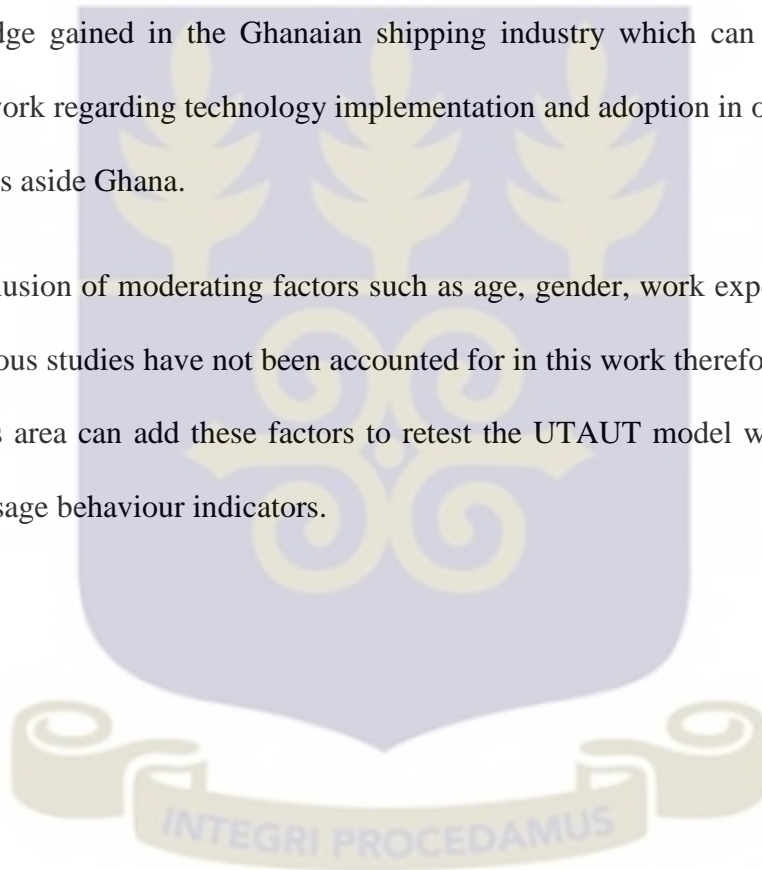 dge gained in the Ghanaian shipping industry which can
ork regarding technology implementation and adoption in o
s aside Ghana.
lusion of moderating factors such as age, gender, work expe
ous studies have not been accounted for in this work therefo
s area can add these factors to retest the UTAUT model w
sage behaviour indicators.
INTEGRI PROCEDAMUS